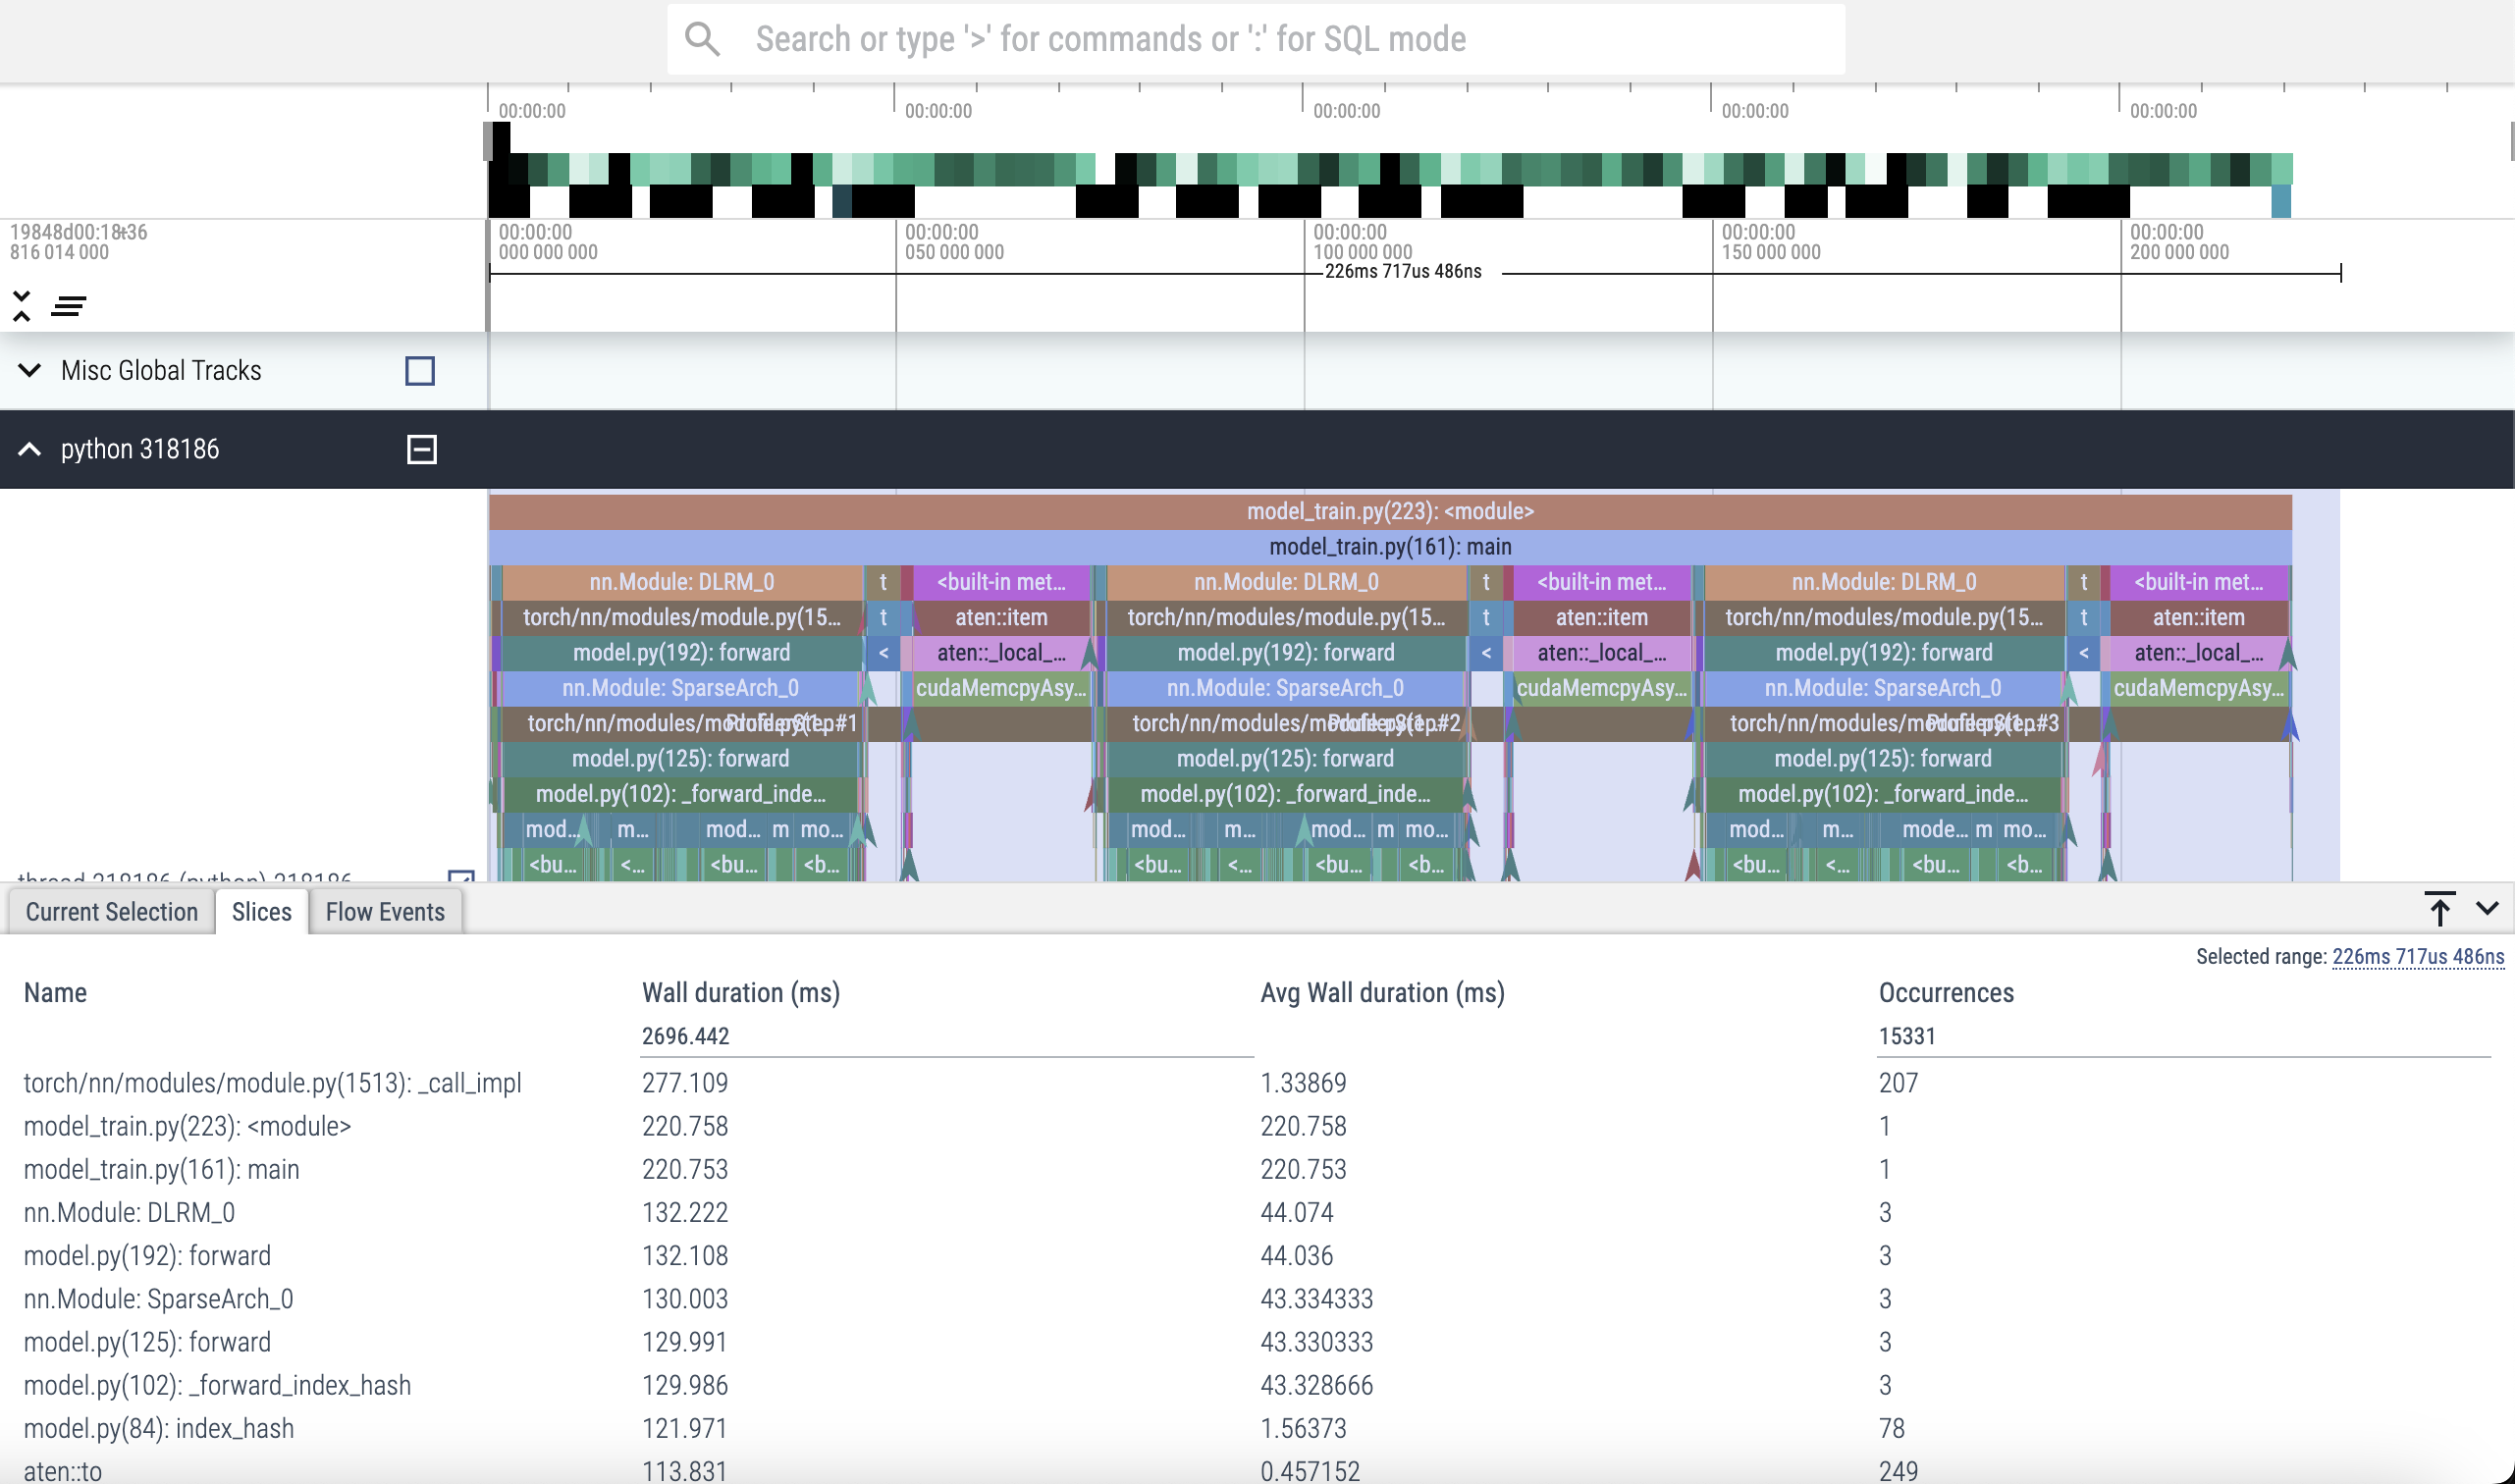 Search or type '>' for commands or ':' for SQL mode
00:00:00 00:00:00 00:00:00 00:00:00 00:00:00
19848d00:18:36 00:00:00 00:00:00 00:00:00 00:00:00 00:00:00
816 014 000 000 000 000 050 000 000 100 000 000 150 000 000 200 000 000
226ms 717us 486ns
Misc Global Tracks
python 318186
model_train.py(223): <module>
model_train.py(161): main
nn.Module: DLRM_0 t <built-in met... nn.Module: DLRM_0 t <built-in met... nn.Module: DLRM_0 t <built-in met...
torch/nn/modules/module.py(15... t aten::item torch/nn/modules/module.py(15... t aten::item torch/nn/modules/module.py(15... t aten::item
model.py(192): forward < aten::_local_... model.py(192): forward < aten::_local_... model.py(192): forward < aten::_local_...
nn.Module: SparseArch_0 cudaMemcpyAsy... nn.Module: SparseArch_0 cudaMemcpyAsy... nn.Module: SparseArch_0 cudaMemcpyAsy...
model.py(125): forward model.py(125): forward model.py(125): forward
model.py(102): _forward_inde... model.py(102): _forward_inde... model.py(102): _forward_inde...
mod... m... mod... m mo... mod... m... mod... m mo... mod... m... mode... m mo...
<bu... <... <bu... <b... <bu... <... <bu... <b... <bu... <... <bu... <b...
thread 318186 (python) 318186
Current Selection Slices Flow Events
Selected range: 226ms 717us 486ns
Name Wall duration (ms) Avg Wall duration (ms) Occurrences
2696.442 15331
torch/nn/modules/module.py(1513): _call_impl 277.109 1.33869 207
model_train.py(223): <module> 220.758 220.758 1
model_train.py(161): main 220.753 220.753 1
nn.Module: DLRM_0 132.222 44.074 3
model.py(192): forward 132.108 44.036 3
nn.Module: SparseArch_0 130.003 43.334333 3
model.py(125): forward 129.991 43.330333 3
model.py(102): _forward_index_hash 129.986 43.328666 3
model.py(84): index_hash 121.971 1.56373 78
aten::to 113.831 0.457152 249